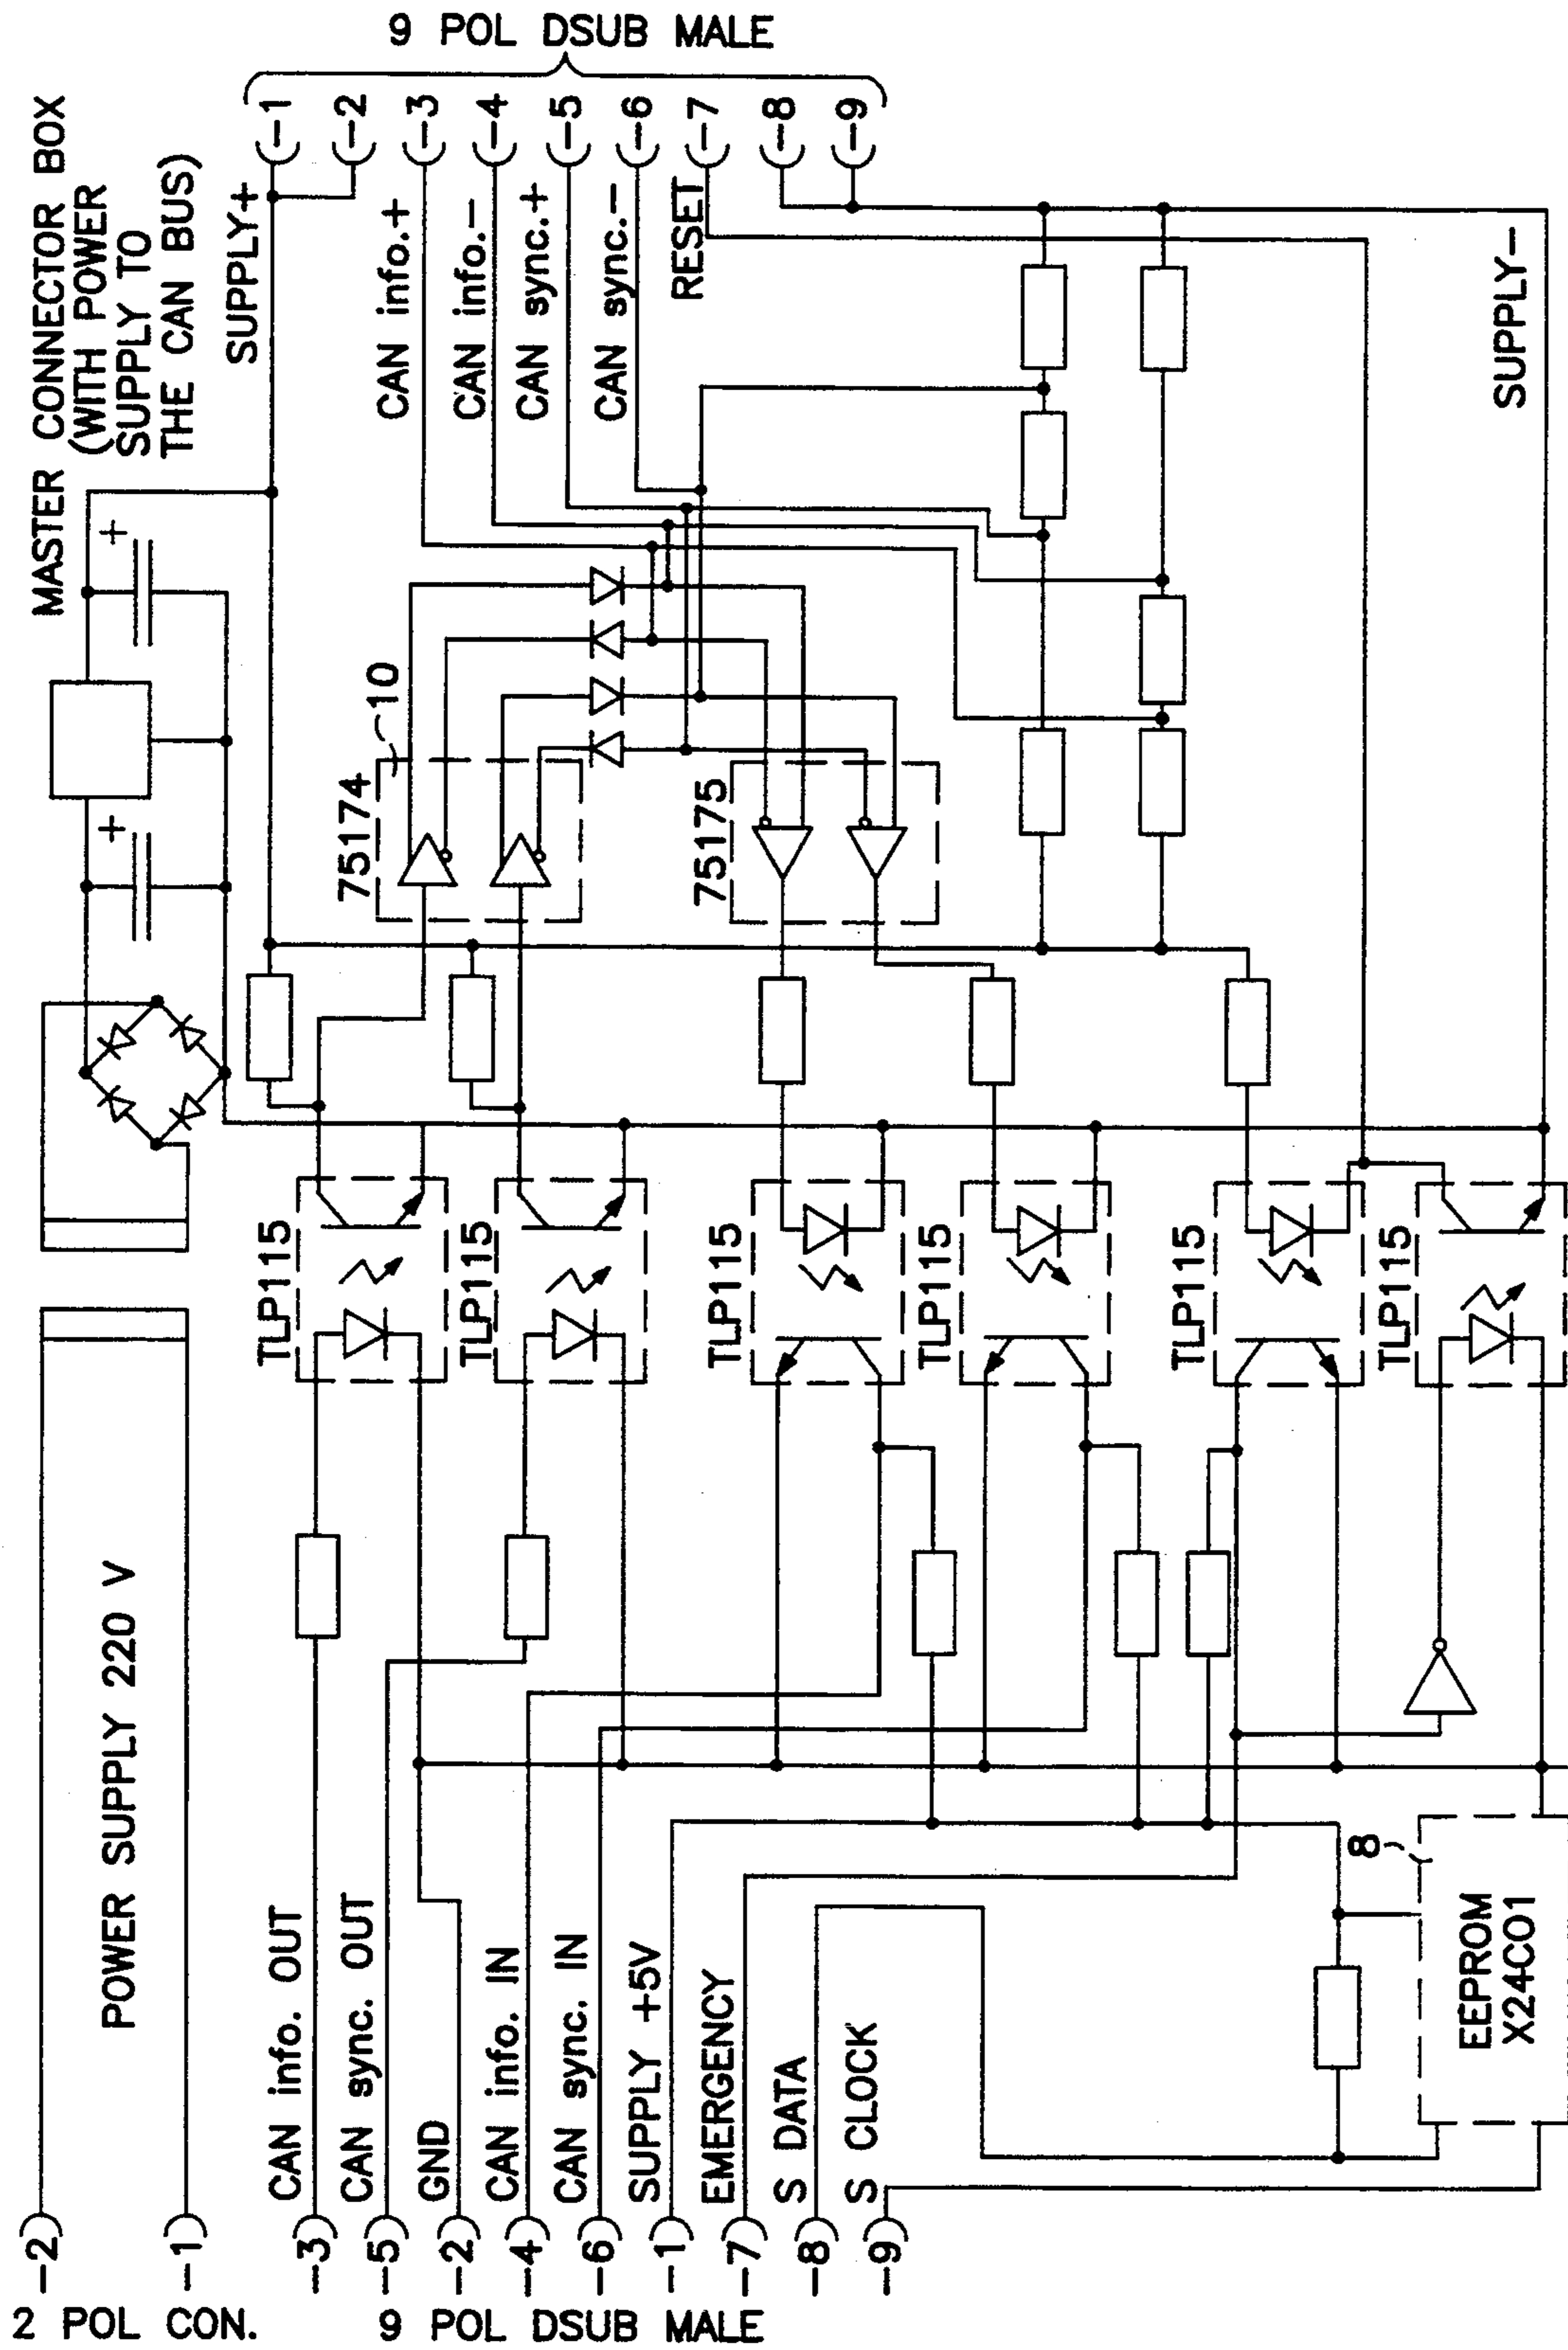 9 POL DSUB MALE
MASTER CONNECTOR BOX
(WITH POWER
SUPPLY TO
THE CAN BUS)
-1
-2
-3
-4
-5
-6
-7
-8
-9
SUPPLY+
CAN info.+
CAN info.-
CAN sync.+
CAN sync.-
RESET
SUPPLY-
+
+
10
75174
75175
TLP115
TLP115
TLP115
TLP115
TLP115
TLP115
POWER SUPPLY 220 V
CAN info. OUT
CAN sync. OUT
GND
CAN info. IN
CAN sync. IN
SUPPLY +5V
EMERGENCY
S DATA
S CLOCK
8
EEPROM
X24C01
-2
-1
-3
-5
-2
-4
-6
-1
-7
-8
-9
2 POL CON.
9 POL DSUB MALE